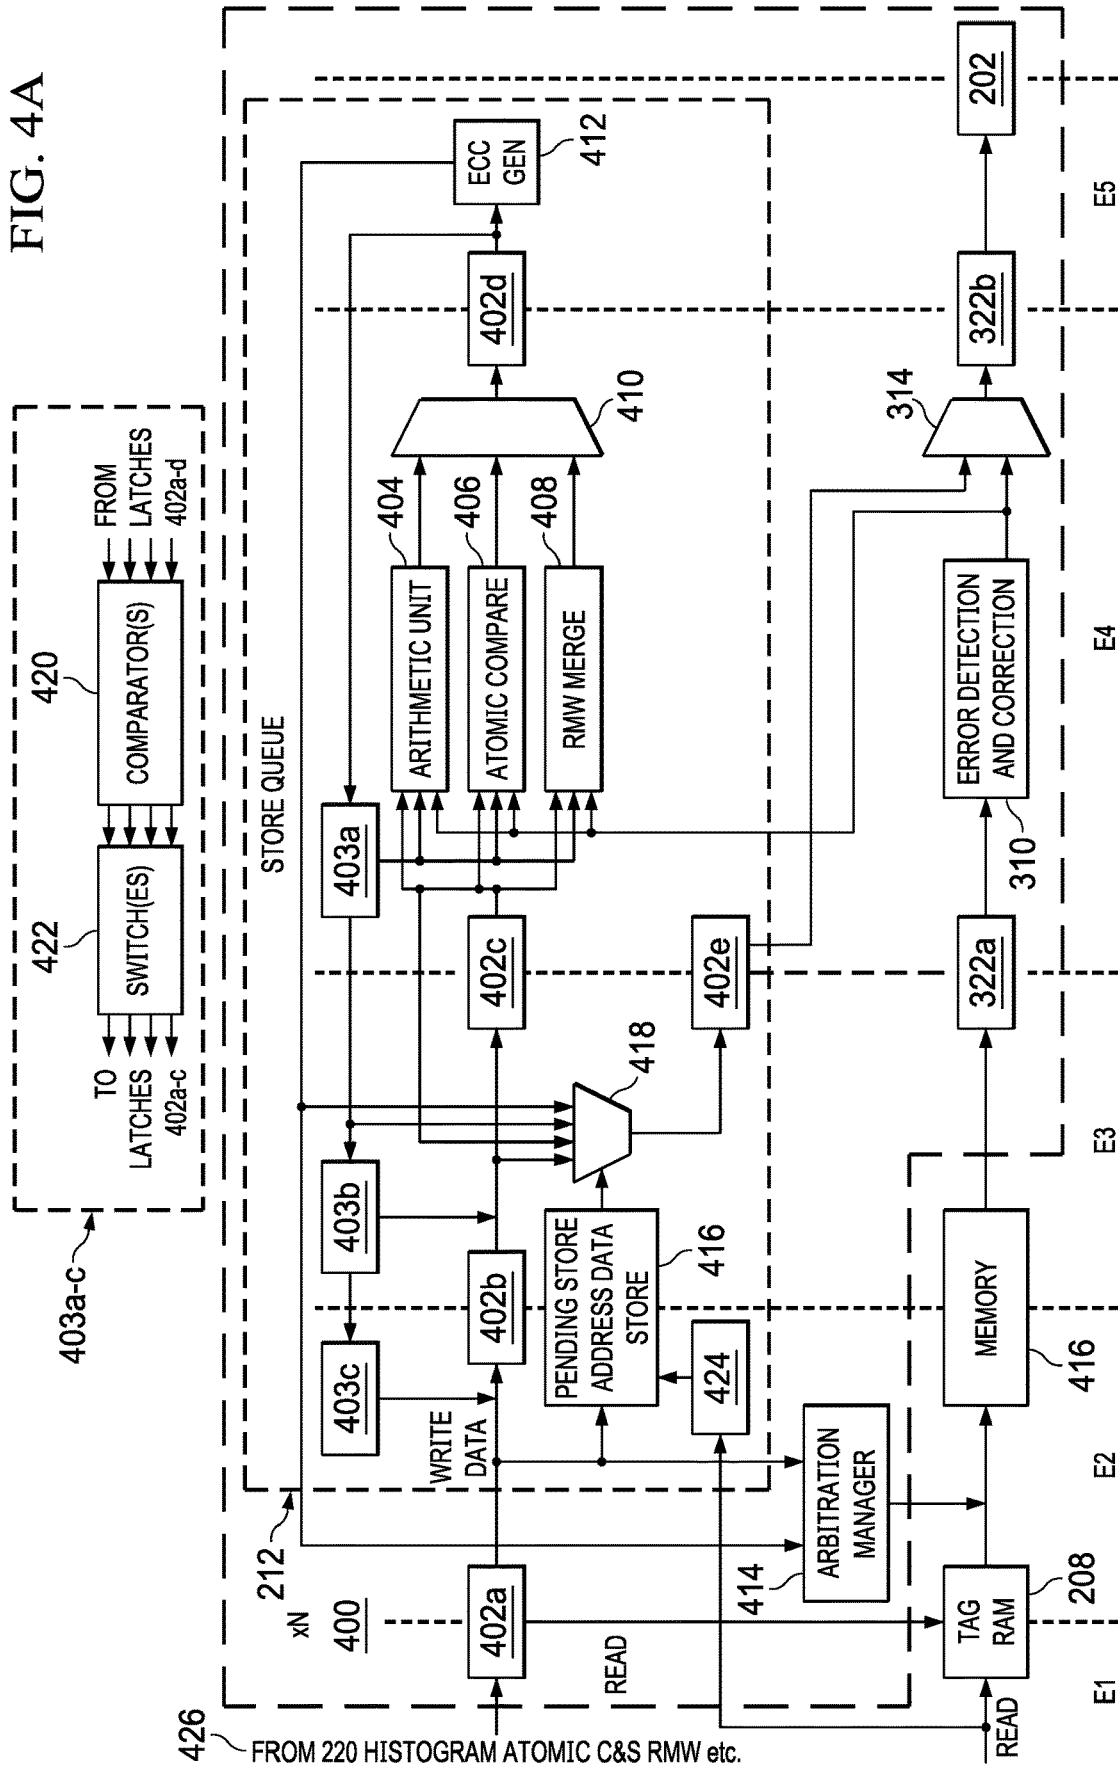 FIG. 4A
FROM
LATCHES
402a-d
420
COMPARATOR(S)
422
SWITCH(ES)
TO
LATCHES
402a-c
403a-c
STORE QUEUE
212
xN
400
403c
403b
403a
ECC
GEN
412
WRITE
DATA
402a
402b
402c
402d
404
ARITHMETIC UNIT
406
ATOMIC COMPARE
408
RMW MERGE
410
418
PENDING STORE
ADDRESS DATA
STORE
416
424
402e
414
ARBITRATION
MANAGER
READ
426
FROM 220 HISTOGRAM ATOMIC C&S RMW etc.
READ
TAG
RAM
208
MEMORY
416
322a
ERROR DETECTION
AND CORRECTION
310
314
322b
202
E1
E2
E3
E4
E5